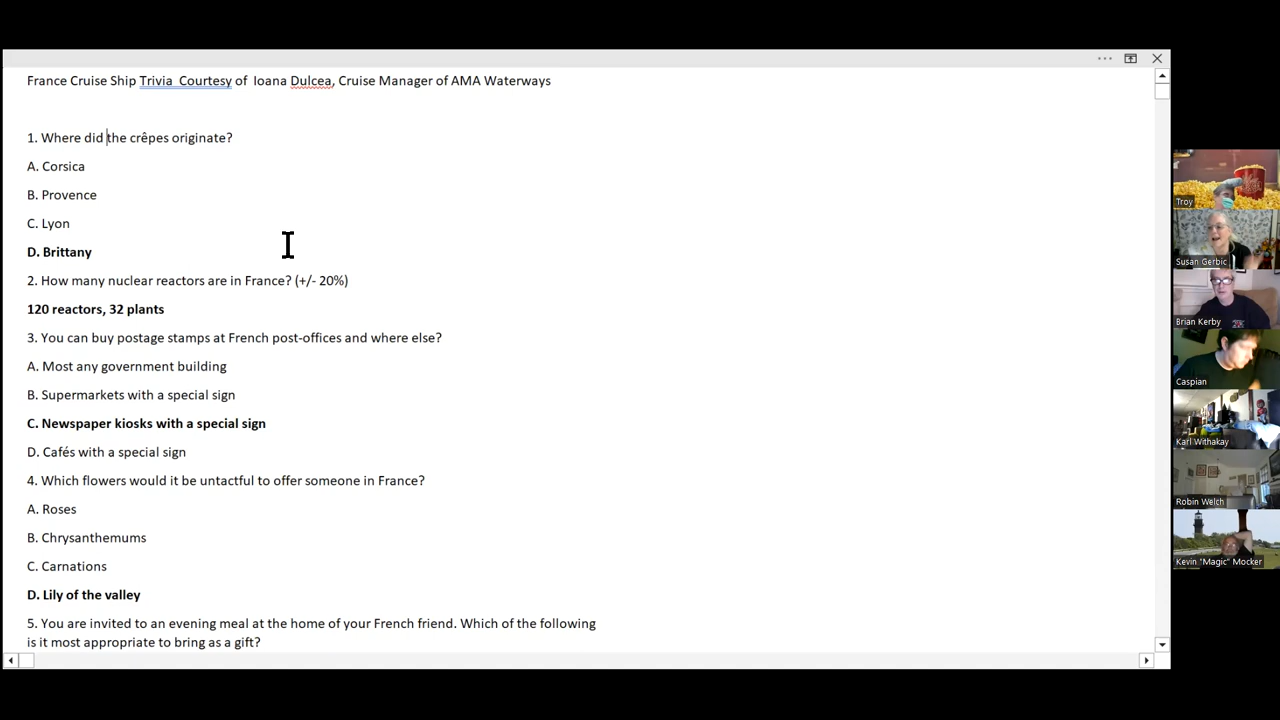 France Cruise Ship Trivia  Courtesy of  Ioana Dulcea, Cruise Manager of AMA Waterways
1. Where did the crêpes originate?
A. Corsica
B. Provence
C. Lyon
D. Brittany
2. How many nuclear reactors are in France? (+/- 20%)
120 reactors, 32 plants
3. You can buy postage stamps at French post-offices and where else?
A. Most any government building
B. Supermarkets with a special sign
C. Newspaper kiosks with a special sign
D. Cafés with a special sign
4. Which flowers would it be untactful to offer someone in France?
A. Roses
B. Chrysanthemums
C. Carnations
D. Lily of the valley
5. You are invited to an evening meal at the home of your French friend. Which of the following
is it most appropriate to bring as a gift?
Troy
Susan Gerbic
Brian Kerby
Caspian
Karl Withakay
Robin Welch
Kevin "Magic" Mocker